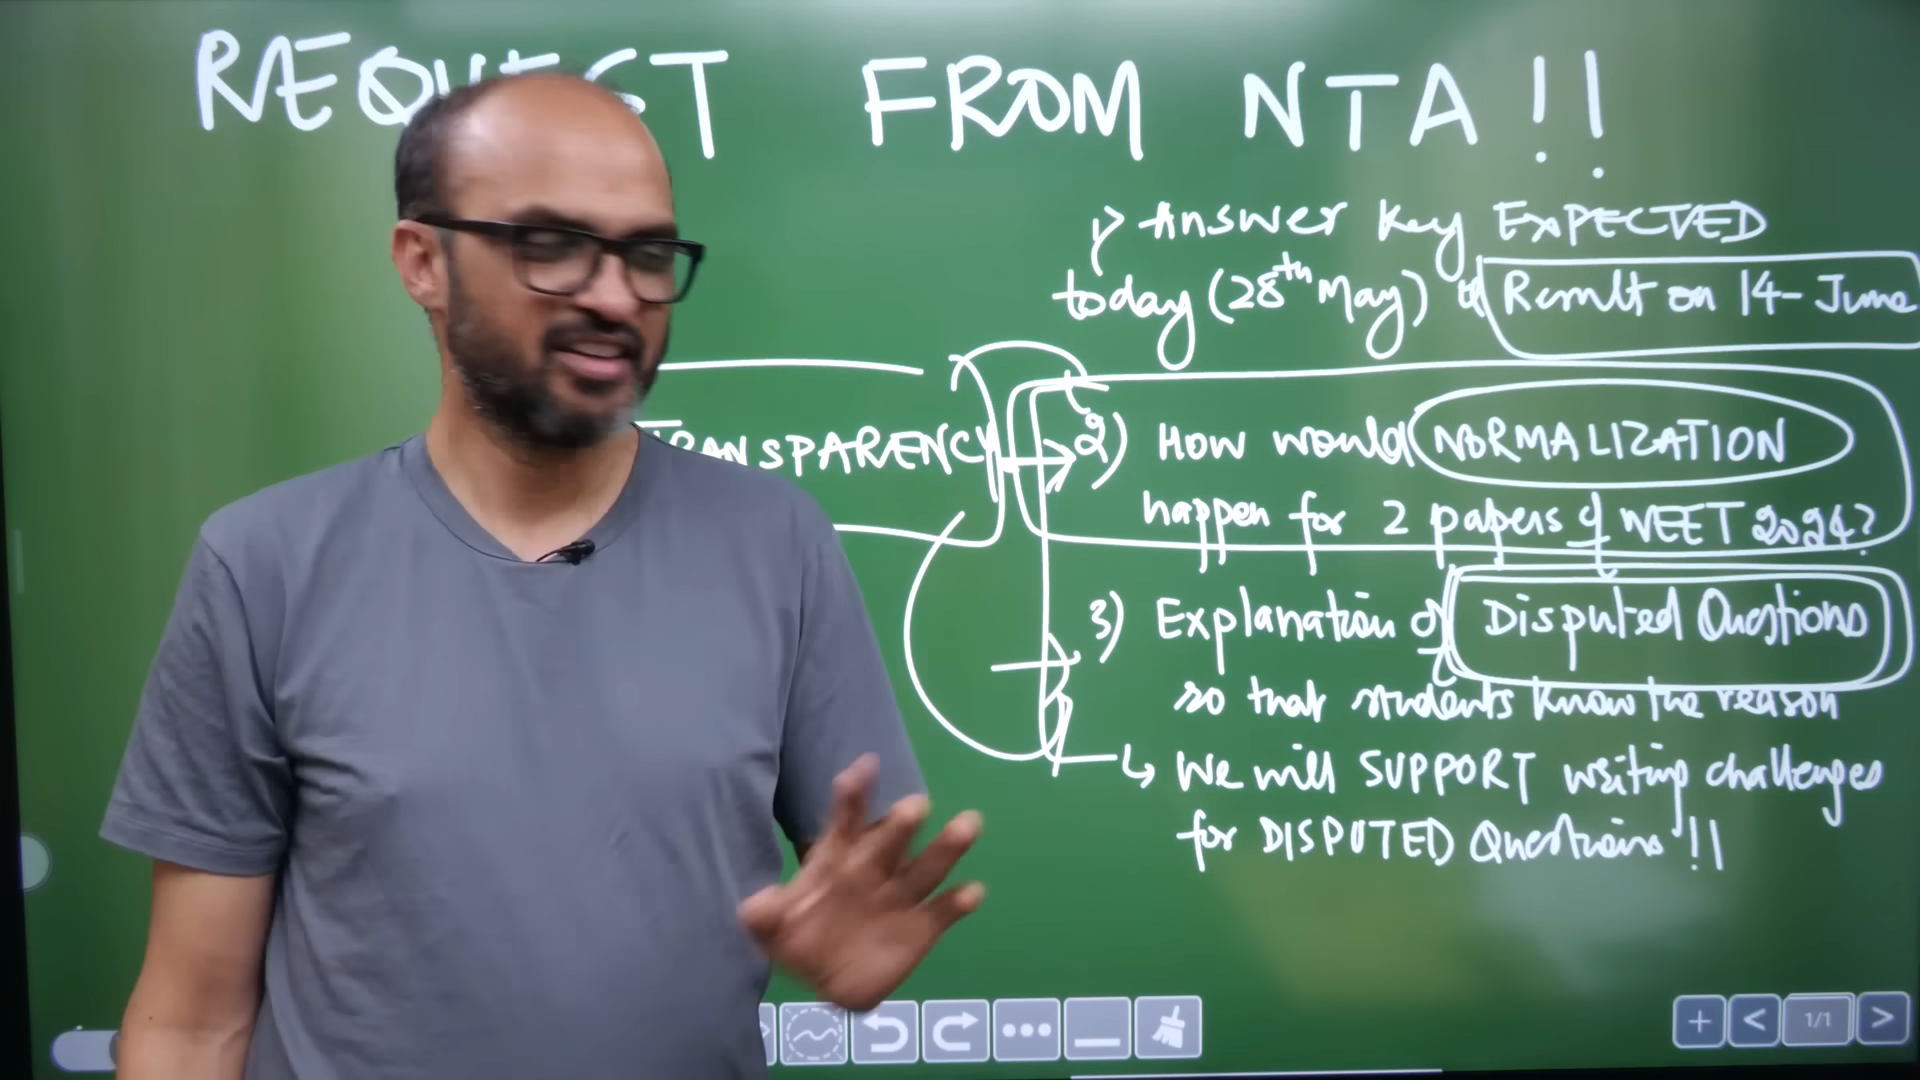 REQUEST FROM NTA!!
Answer Key EXPECTED
today (28th May) & Result on 14-June
TRANSPARENCY
2) How would NORMALIZATION
happen for 2 papers of NEET 2024?
3) Explanation of Disputed Questions
so that students know the reason
We will SUPPORT writing challenges
for DISPUTED Questions!!
1/1